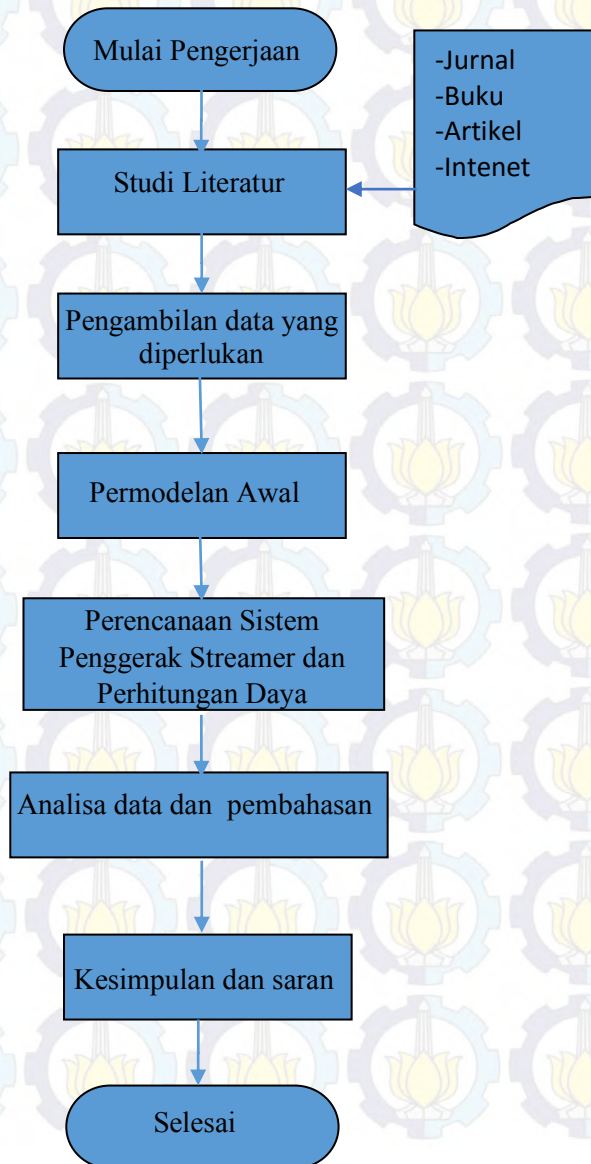 Mulai Pengerjaan
-Jurnal
-Buku
-Artikel
-Intenet
Studi Literatur
Pengambilan data yang
diperlukan
Permodelan Awal
Perencanaan Sistem
Penggerak Streamer dan
Perhitungan Daya
Analisa data dan pembahasan
Kesimpulan dan saran
Selesai